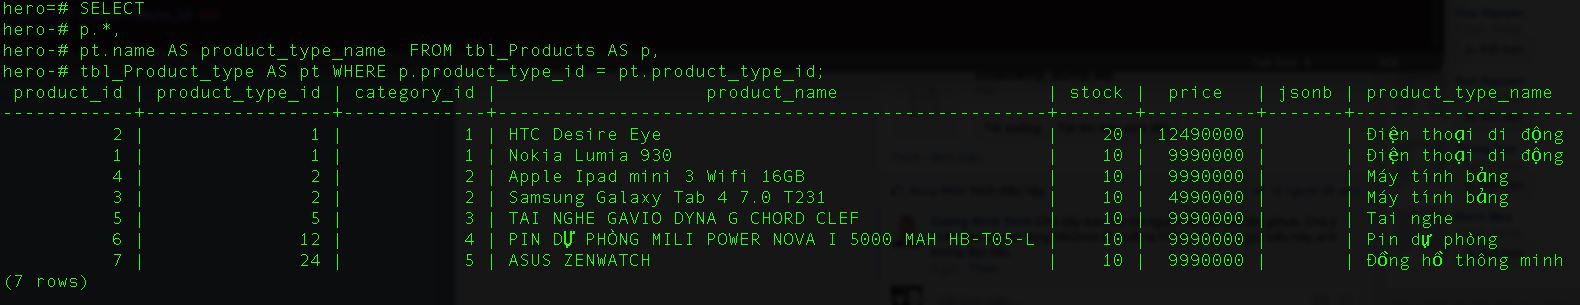 hero=# SELECT
hero-# p.*,
hero-# pt.name AS product_type_name  FROM tbl_Products AS p,
hero-# tbl_Product_type AS pt WHERE p.product_type_id = pt.product_type_id;
 product_id | product_type_id | category_id |                   product_name                    | stock |  price   | jsonb | product_type_name
------------+-----------------+-------------+---------------------------------------------------+-------+----------+-------+-------------------
          2 |               1 |           1 | HTC Desire Eye                                    |    20 | 12490000 |       | Điện thoại di động
          1 |               1 |           1 | Nokia Lumia 930                                   |    10 |  9990000 |       | Điện thoại di động
          4 |               2 |           2 | Apple Ipad mini 3 Wifi 16GB                       |    10 |  9990000 |       | Máy tính bảng
          3 |               2 |           2 | Samsung Galaxy Tab 4 7.0 T231                     |    10 |  4990000 |       | Máy tính bảng
          5 |               5 |           3 | TAI NGHE GAVIO DYNA G CHORD CLEF                  |    10 |  9990000 |       | Tai nghe
          6 |              12 |           4 | PIN DỰ PHÒNG MILI POWER NOVA I 5000 MAH HB-T05-L |    10 |  9990000 |       | Pin dự phòng
          7 |              24 |           5 | ASUS ZENWATCH                                     |    10 |  9990000 |       | Đồng hồ thông minh
(7 rows)